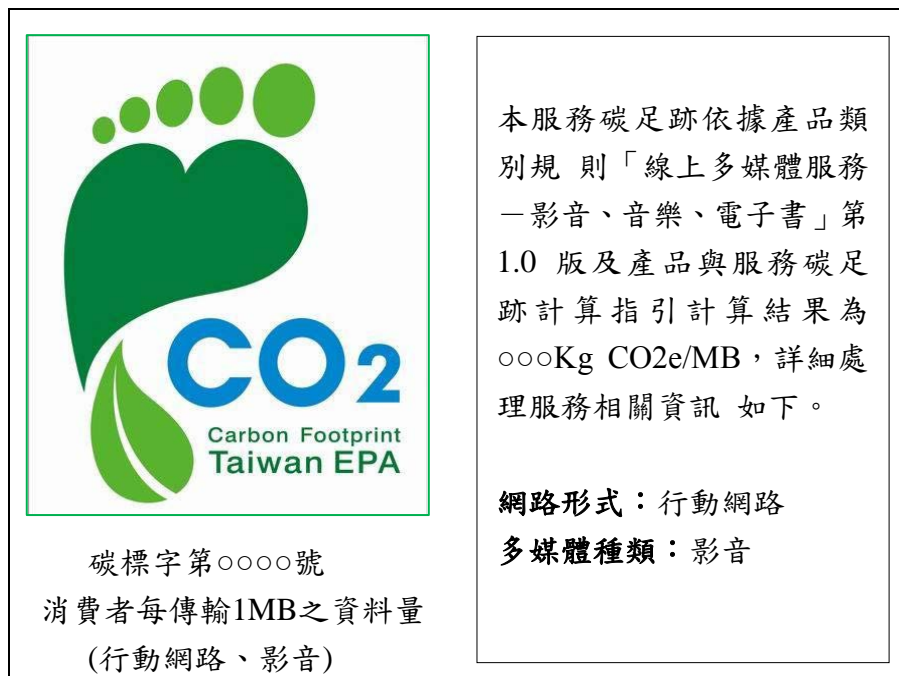 CO2
Carbon Footprint
Taiwan EPA
碳標字第○○○○號
消費者每傳輸1MB之資料量
(行動網路、影音)
本服務碳足跡依據產品類
別規 則「線上多媒體服務
－影音、音樂、電子書」第
1.0 版及產品與服務碳足
跡計算指引計算結果為
○○○Kg CO2e/MB，詳細處
理服務相關資訊 如下。
網路形式：行動網路
多媒體種類：影音